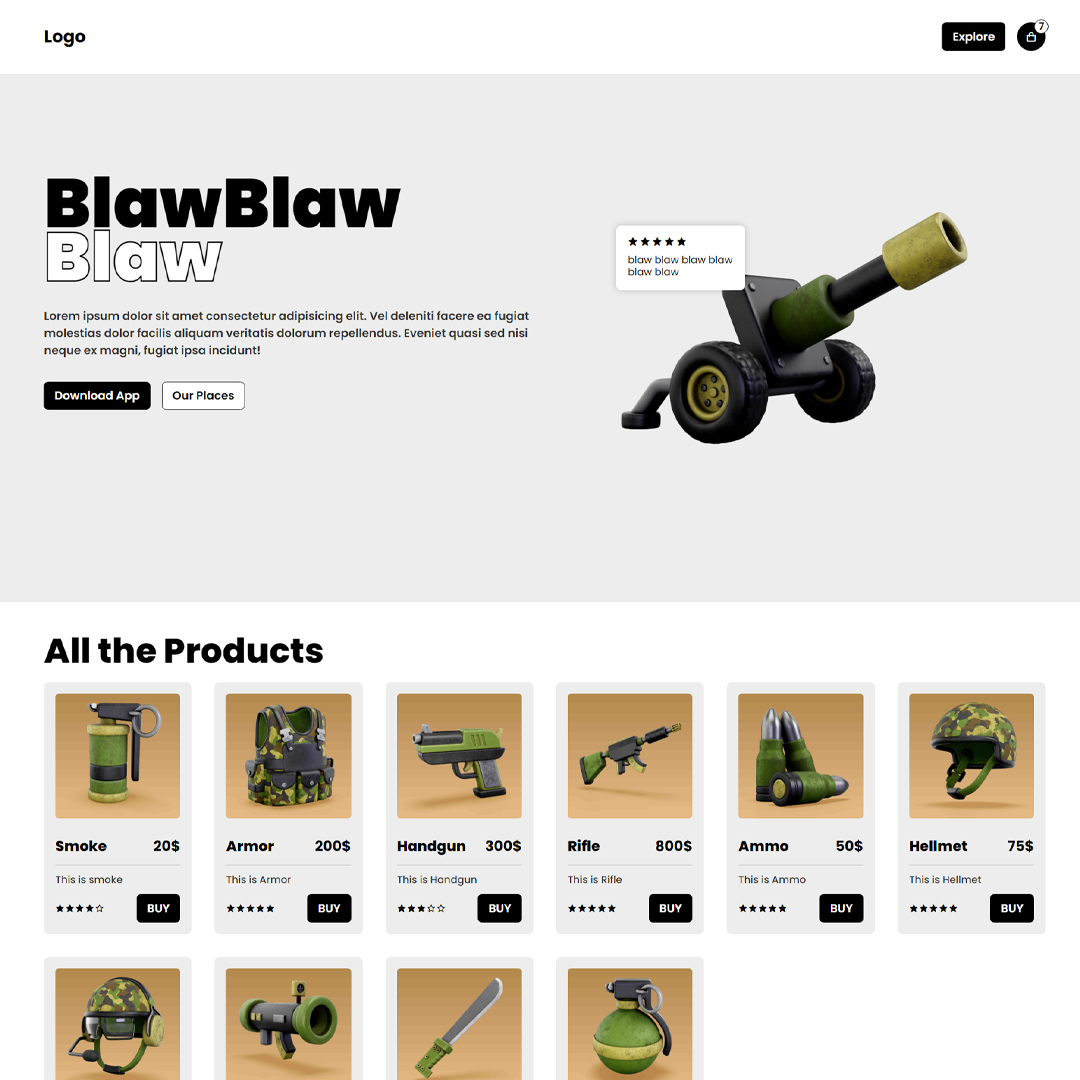 Logo
Explore
7
BlawBlaw
Blaw
blaw blaw blaw blaw
blaw blaw
Lorem ipsum dolor sit amet consectetur adipisicing elit. Vel deleniti facere ea fugiat
molestias dolor facilis aliquam veritatis dolorum repellendus. Eveniet quasi sed nisi
neque ex magni, fugiat ipsa incidunt!
Download App
Our Places
All the Products
Smoke 20$
This is smoke
BUY
Armor 200$
This is Armor
BUY
Handgun 300$
This is Handgun
BUY
Rifle 800$
This is Rifle
BUY
Ammo 50$
This is Ammo
BUY
Hellmet 75$
This is Hellmet
BUY